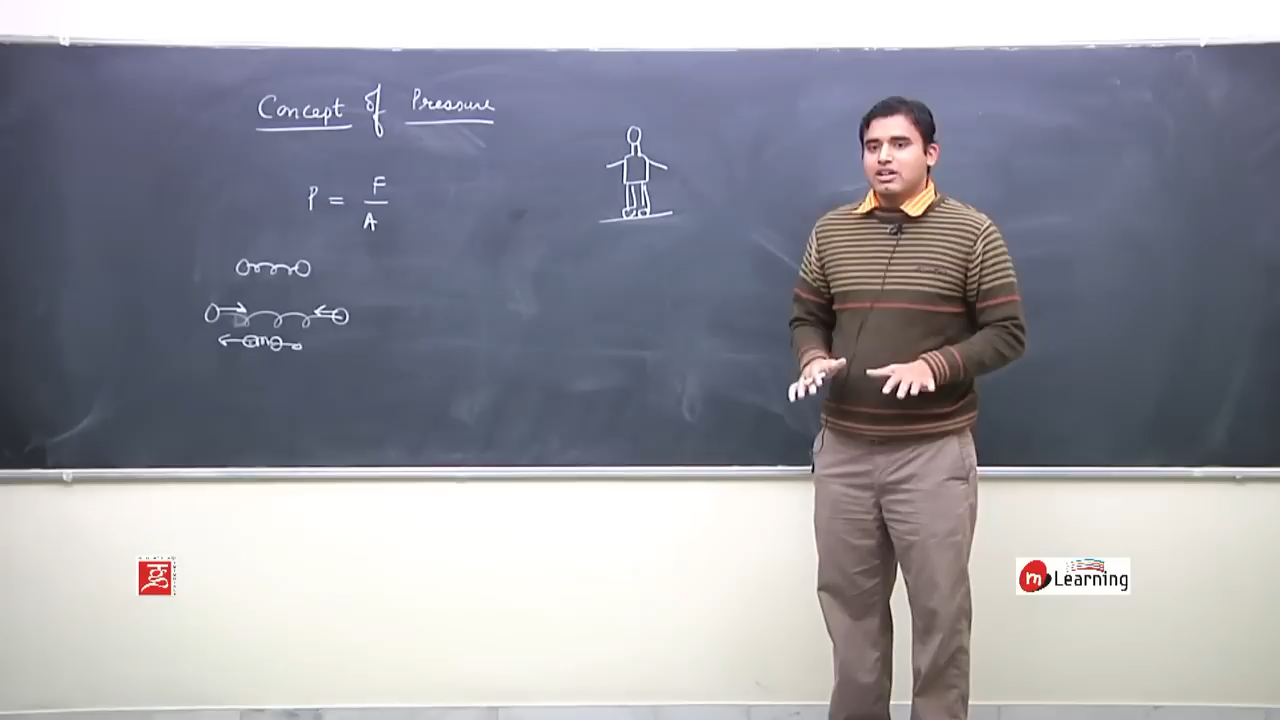 Concept of Pressure
P = F / A
m Learning